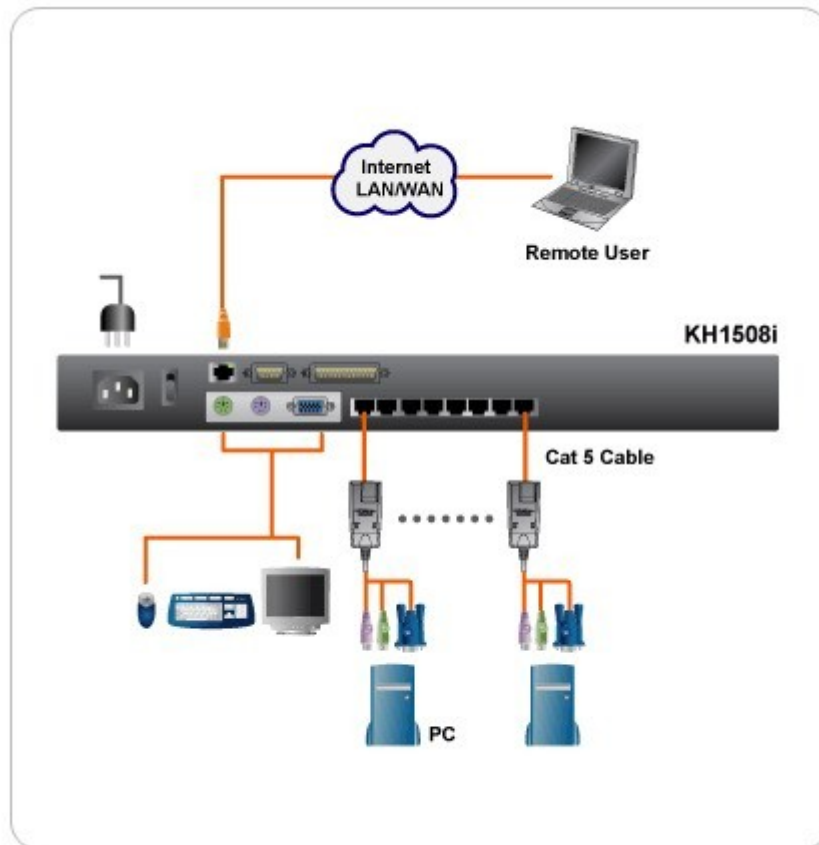 Internet
LAN/WAN
Remote User
KH1508i
Cat 5 Cable
PC